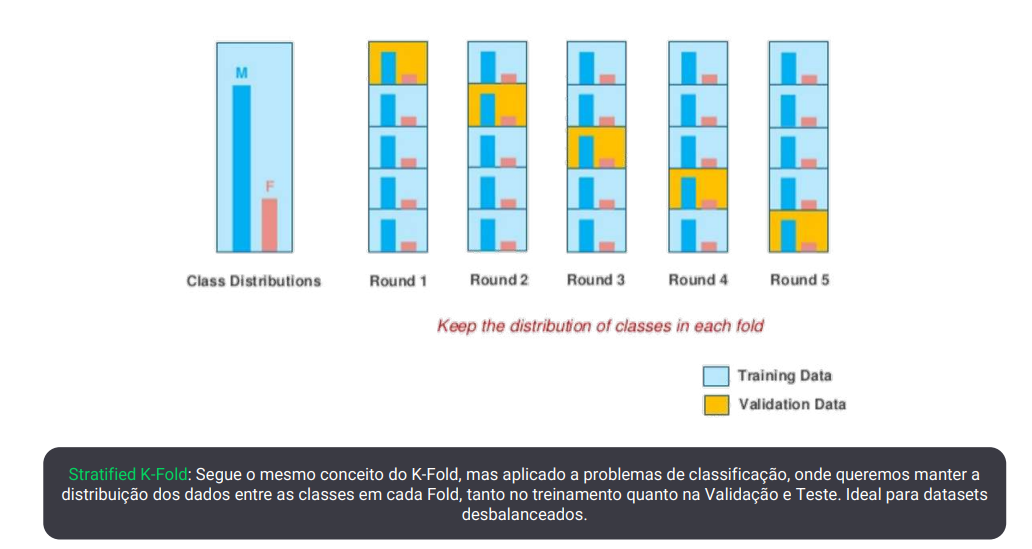 M
F
Class Distributions
Round 1
Round 2
Round 3
Round 4
Round 5
Keep the distribution of classes in each fold
Training Data
Validation Data
Stratified K-Fold: Segue o mesmo conceito do K-Fold, mas aplicado a problemas de classificação, onde queremos manter a
distribuição dos dados entre as classes em cada Fold, tanto no treinamento quanto na Validação e Teste. Ideal para datasets
desbalanceados.